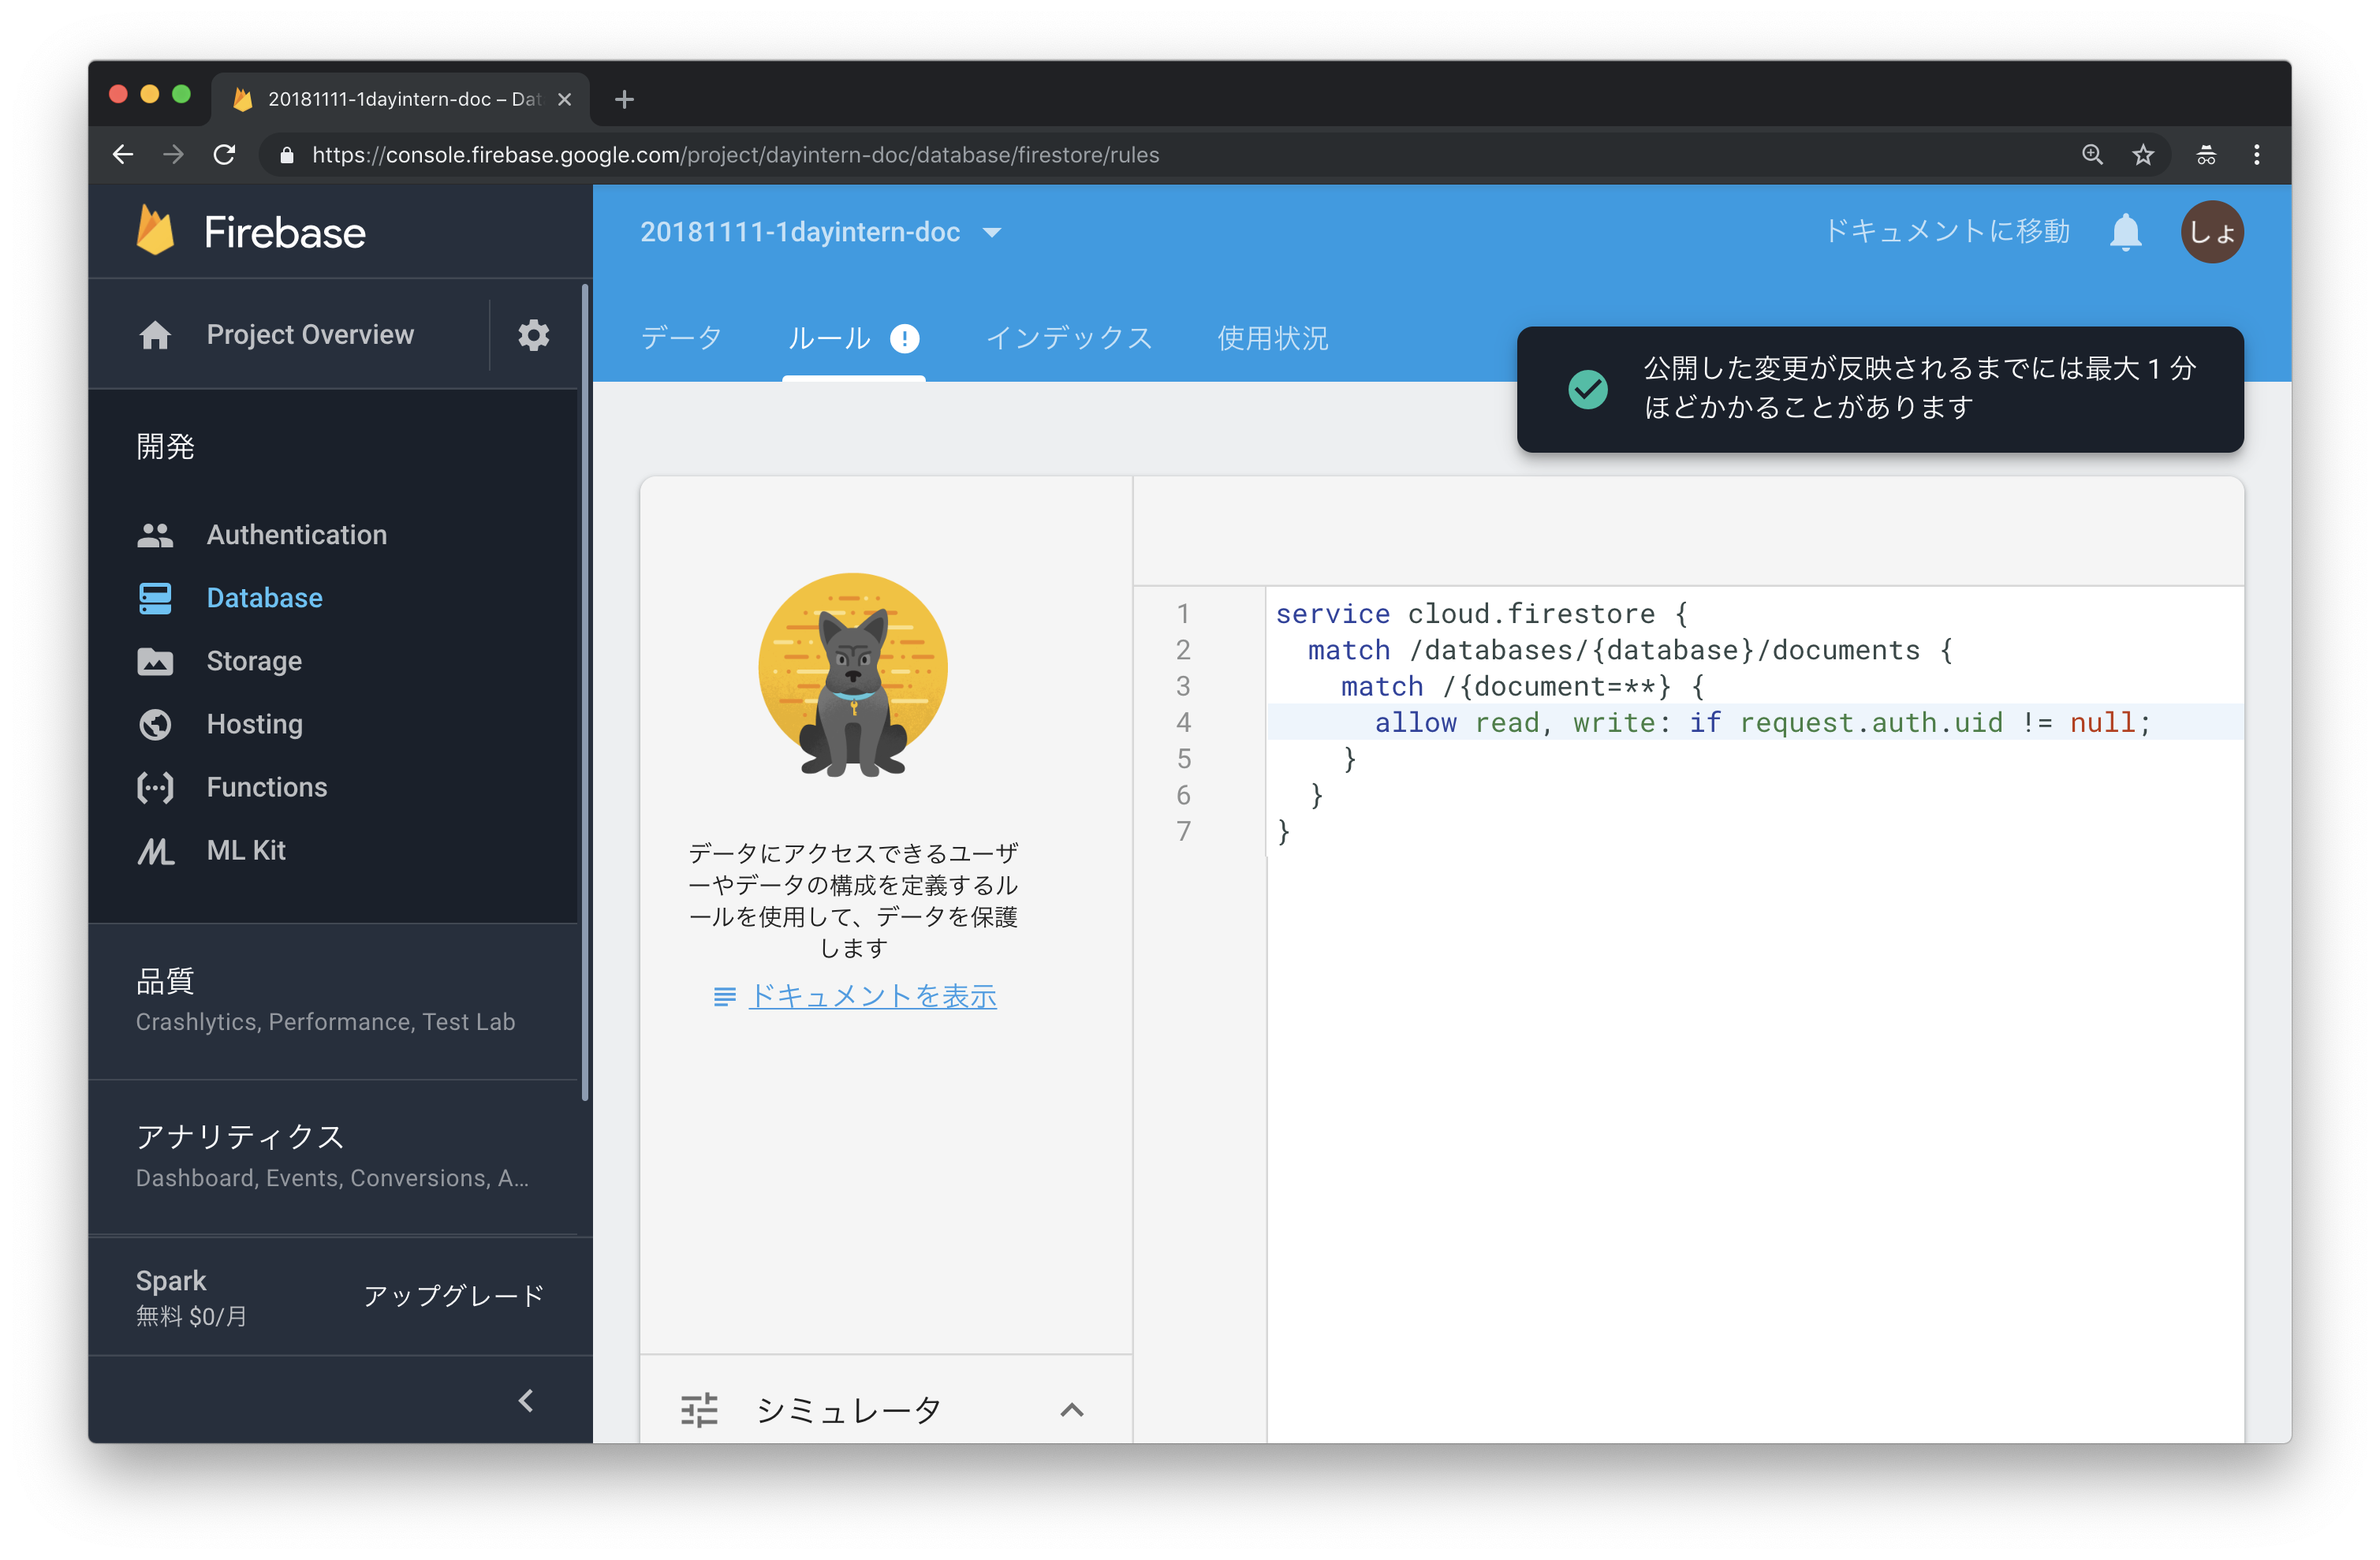 20181111-1dayintern-doc – Dat
https://console.firebase.google.com/project/dayintern-doc/database/firestore/rules
Firebase
Project Overview
開発
Authentication
Database
Storage
Hosting
Functions
ML Kit
品質
Crashlytics, Performance, Test Lab
アナリティクス
Dashboard, Events, Conversions, A...
Spark
無料 $0/月
アップグレード
20181111-1dayintern-doc
ドキュメントに移動
しょ
データ
ルール
インデックス
使用状況
公開した変更が反映されるまでには最大 1 分
ほどかかることがあります
データにアクセスできるユーザ
ーやデータの構成を定義するル
ールを使用して、データを保護
します
ドキュメントを表示
シミュレータ
1 service cloud.firestore {
2   match /databases/{database}/documents {
3     match /{document=**} {
4       allow read, write: if request.auth.uid != null;
5     }
6   }
7 }